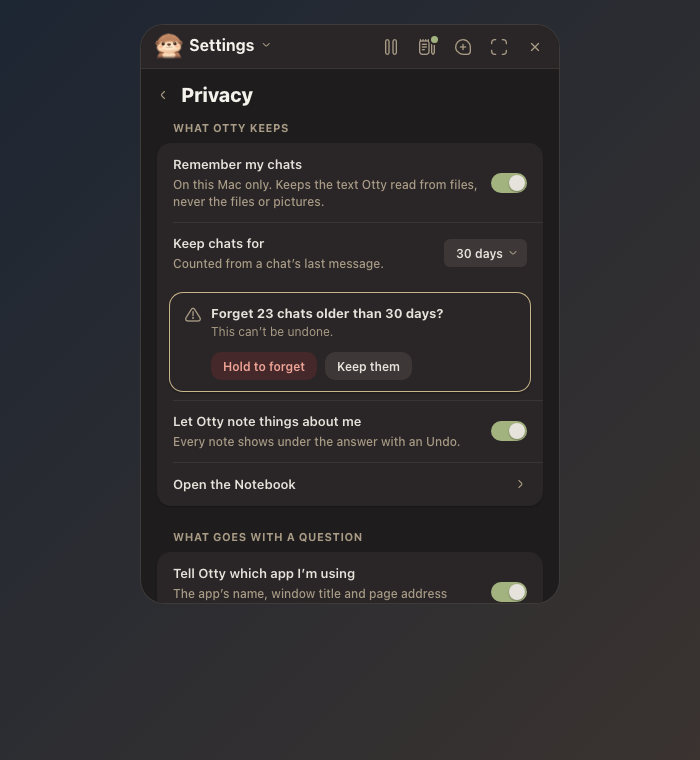 Settings
Privacy
WHAT OTTY KEEPS
Remember my chats
On this Mac only. Keeps the text Otty read from files,
never the files or pictures.
Keep chats for
Counted from a chat’s last message.
30 days
Forget 23 chats older than 30 days?
This can’t be undone.
Hold to forget
Keep them
Let Otty note things about me
Every note shows under the answer with an Undo.
Open the Notebook
WHAT GOES WITH A QUESTION
Tell Otty which app I’m using
The app’s name, window title and page address